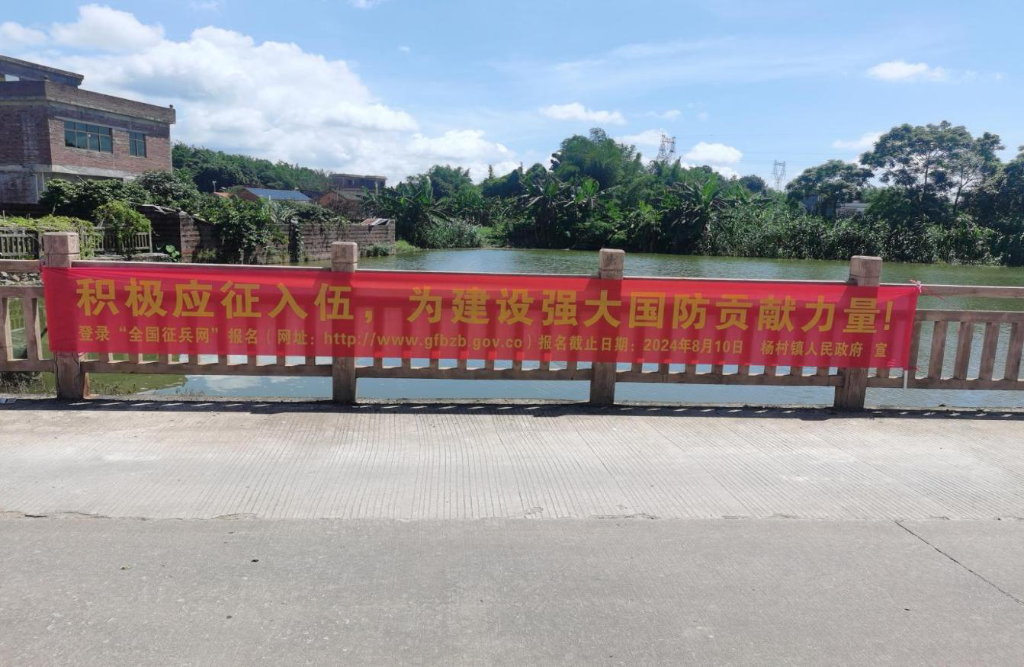 积极应征入伍，为建设强大国防贡献力量！
登录“全国征兵网”报名（网址：http://www.gfbzb.gov.co）报名截止日期：2024年8月10日 杨村镇人民政府 宣